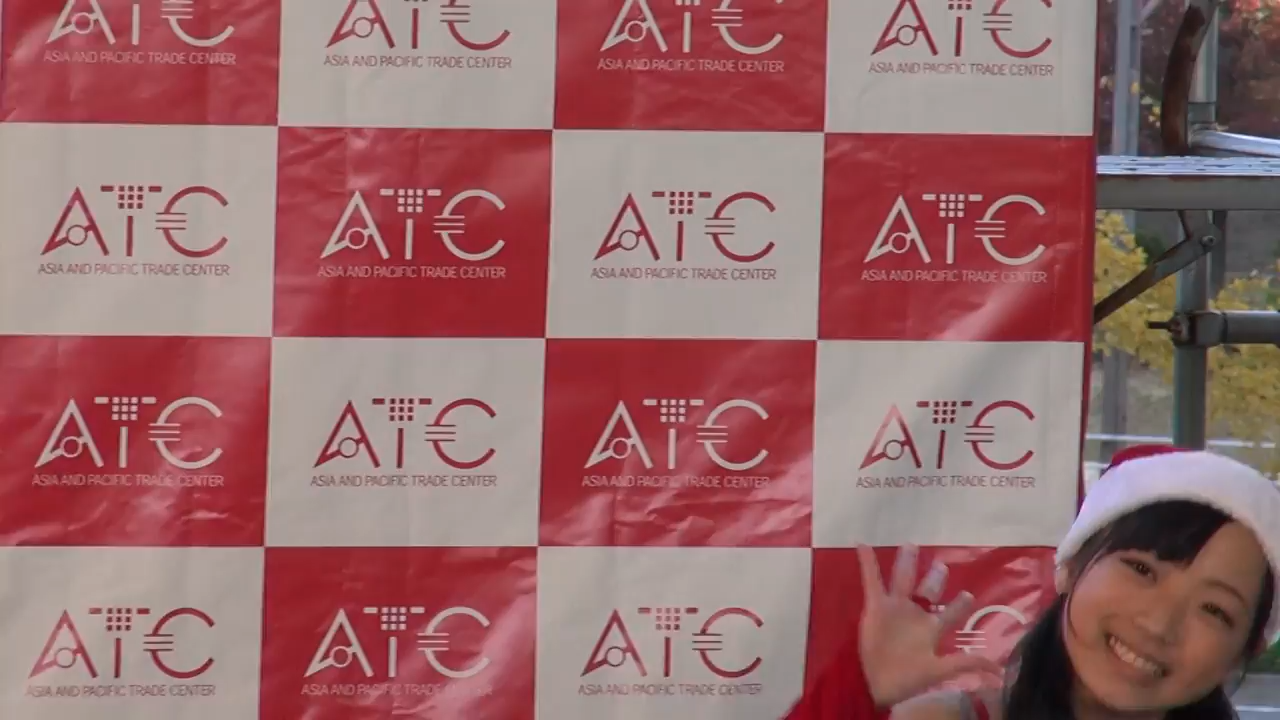 ATC ATC ATC ATC
ASIA AND PACIFIC TRADE CENTER ASIA AND PACIFIC TRADE CENTER ASIA AND PACIFIC TRADE CENTER ASIA AND PACIFIC TRADE CENTER
ATC ATC ATC ATC
ASIA AND PACIFIC TRADE CENTER ASIA AND PACIFIC TRADE CENTER ASIA AND PACIFIC TRADE CENTER ASIA AND PACIFIC TRADE CENTER
ATC ATC ATC ATC
ASIA AND PACIFIC TRADE CENTER ASIA AND PACIFIC TRADE CENTER ASIA AND PACIFIC TRADE CENTER ASIA AND PACIFIC TRADE CENTER
ATC ATC ATC C
ASIA AND PACIFIC TRADE CENTER ASIA AND PACIFIC TRADE CENTER ASIA AND PACIFIC TRADE CENTER